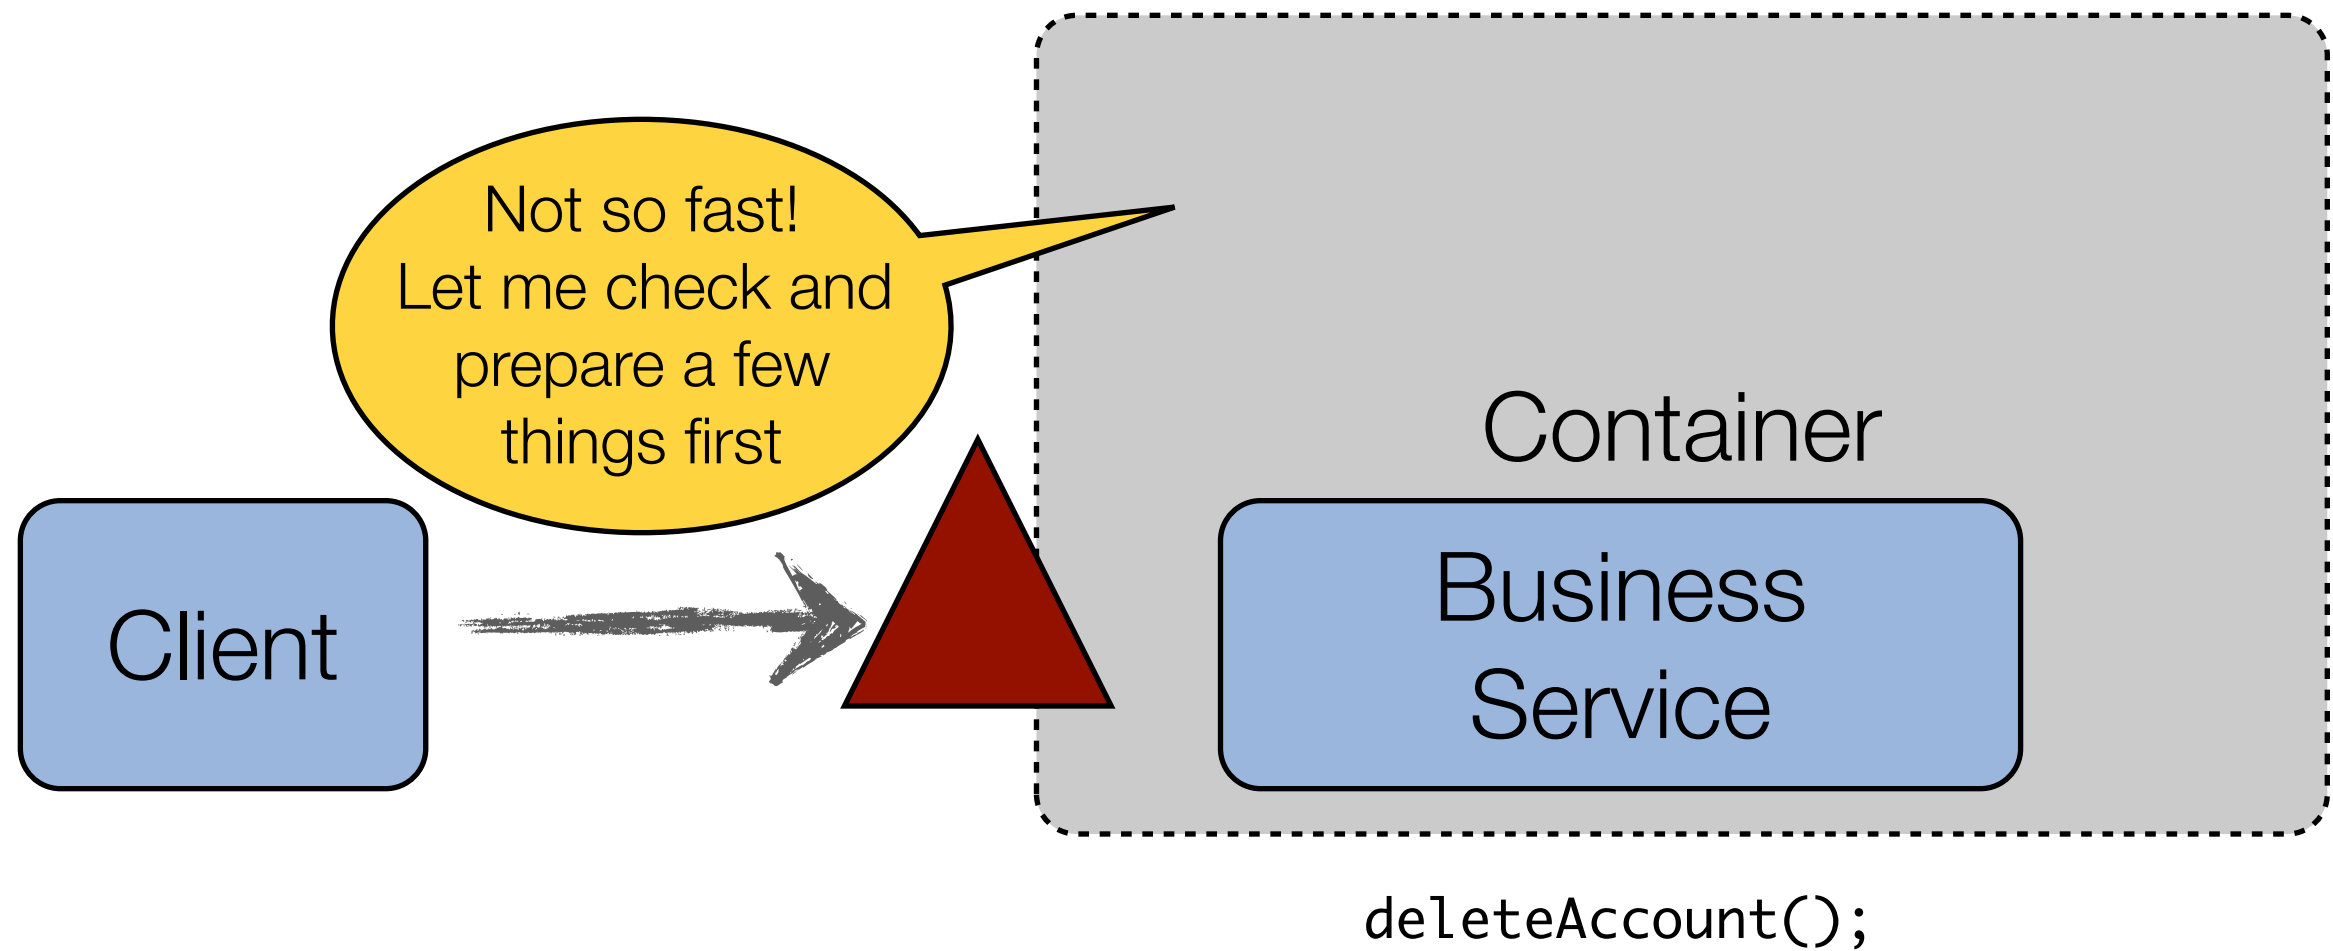 Not so fast!
Let me check and
prepare a few
things first
Container
Client
Business
Service
deleteAccount();